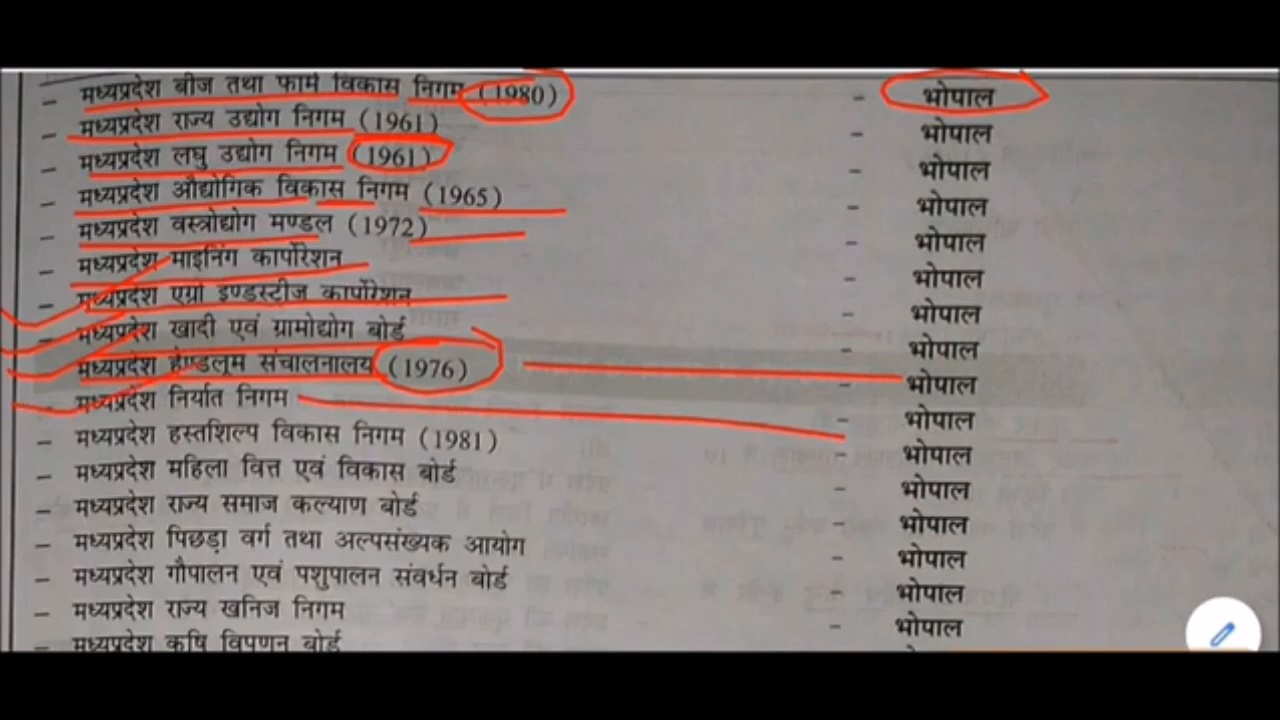 – मध्यप्रदेश बीज तथा फार्म विकास निगम (1980) – भोपाल
– मध्यप्रदेश राज्य उद्योग निगम (1961) – भोपाल
– मध्यप्रदेश लघु उद्योग निगम (1961) – भोपाल
– मध्यप्रदेश औद्योगिक विकास निगम (1965) – भोपाल
– मध्यप्रदेश वस्त्रोद्योग मण्डल (1972) – भोपाल
– मध्यप्रदेश माइनिंग कार्पोरेशन – भोपाल
– मध्यप्रदेश एग्रो इण्डस्ट्रीज कार्पोरेशन – भोपाल
– मध्यप्रदेश खादी एवं ग्रामोद्योग बोर्ड – भोपाल
– मध्यप्रदेश हैण्डलूम संचालनालय (1976) – भोपाल
– मध्यप्रदेश निर्यात निगम – भोपाल
– मध्यप्रदेश हस्तशिल्प विकास निगम (1981) – भोपाल
– मध्यप्रदेश महिला वित्त एवं विकास बोर्ड – भोपाल
– मध्यप्रदेश राज्य समाज कल्याण बोर्ड – भोपाल
– मध्यप्रदेश पिछड़ा वर्ग तथा अल्पसंख्यक आयोग – भोपाल
– मध्यप्रदेश गौपालन एवं पशुपालन संवर्धन बोर्ड – भोपाल
– मध्यप्रदेश राज्य खनिज निगम – भोपाल
– मध्यप्रदेश कृषि विपणन बोर्ड